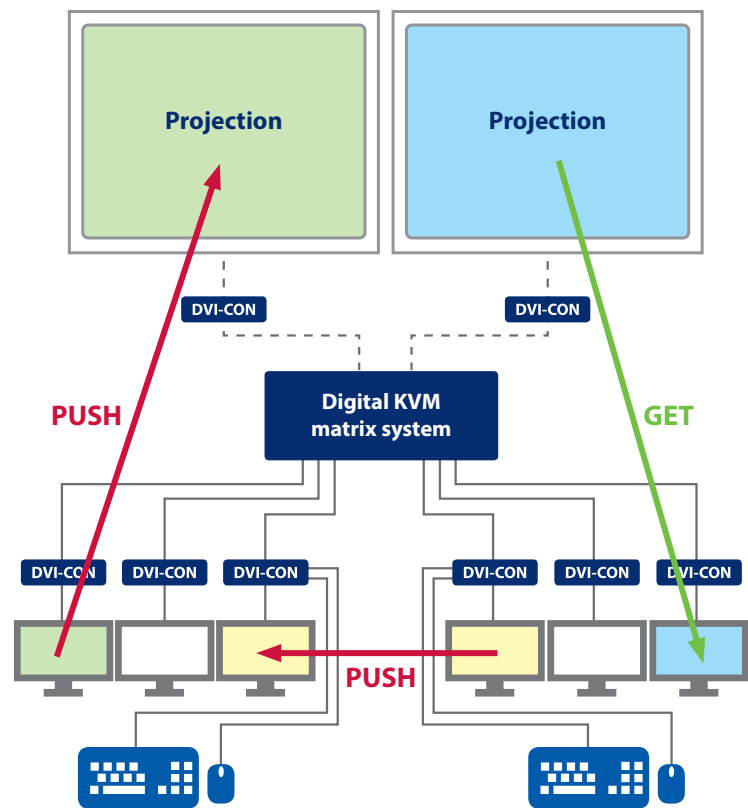 Projection
Projection
DVI-CON
DVI-CON
Digital KVM
matrix system
PUSH
GET
DVI-CON
DVI-CON
DVI-CON
DVI-CON
DVI-CON
DVI-CON
PUSH